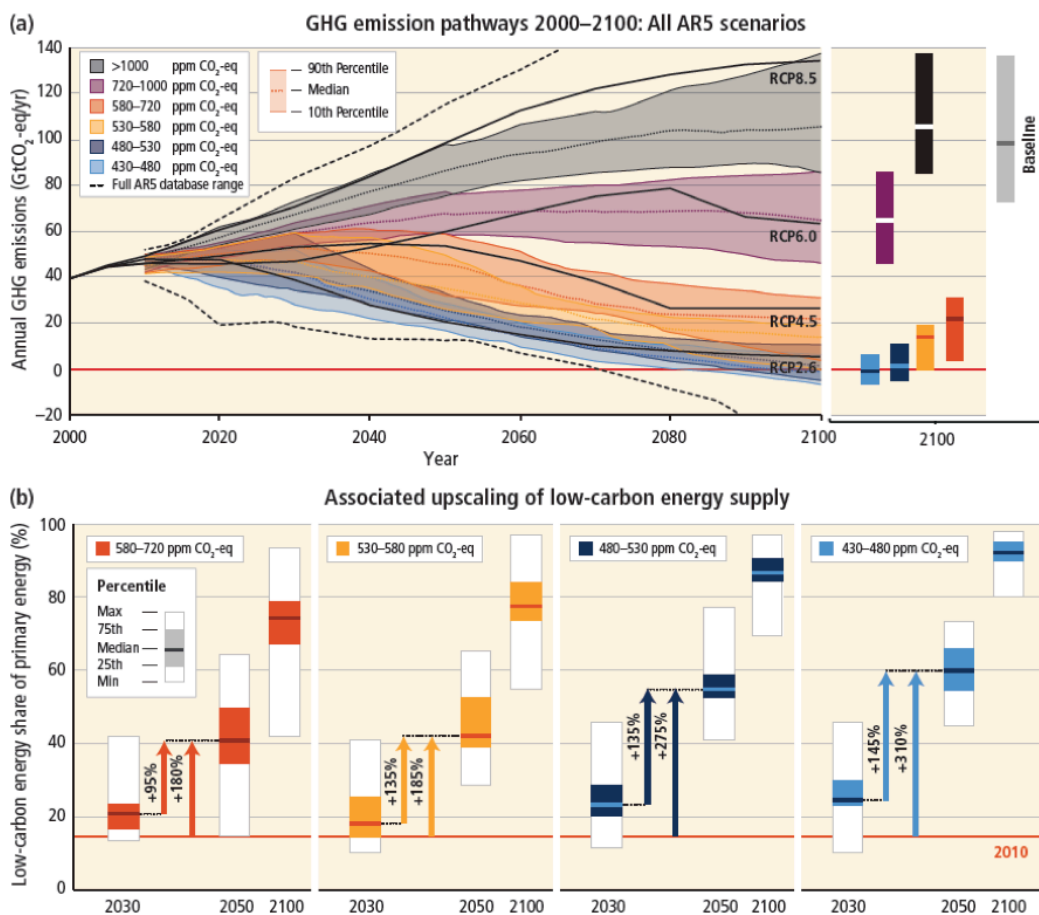 (a) GHG emission pathways 2000–2100: All AR5 scenarios
Annual GHG emissions (GtCO2-eq/yr)
140
120
100
80
60
40
20
0
–20
>1000 ppm CO2-eq
720–1000 ppm CO2-eq
580–720 ppm CO2-eq
530–580 ppm CO2-eq
480–530 ppm CO2-eq
430–480 ppm CO2-eq
Full AR5 database range
90th Percentile
Median
10th Percentile
RCP8.5
RCP6.0
RCP4.5
RCP2.6
Baseline
2000 2020 2040 2060 2080 2100
2100
Year
(b) Associated upscaling of low-carbon energy supply
Low-carbon energy share of primary energy (%)
100
80
60
40
20
0
580–720 ppm CO2-eq
Percentile
Max
75th
Median
25th
Min
+95%
+180%
2030 2050 2100
530–580 ppm CO2-eq
+135%
+185%
2030 2050 2100
480–530 ppm CO2-eq
+135%
+275%
2030 2050 2100
430–480 ppm CO2-eq
+145%
+310%
2010
2030 2050 2100